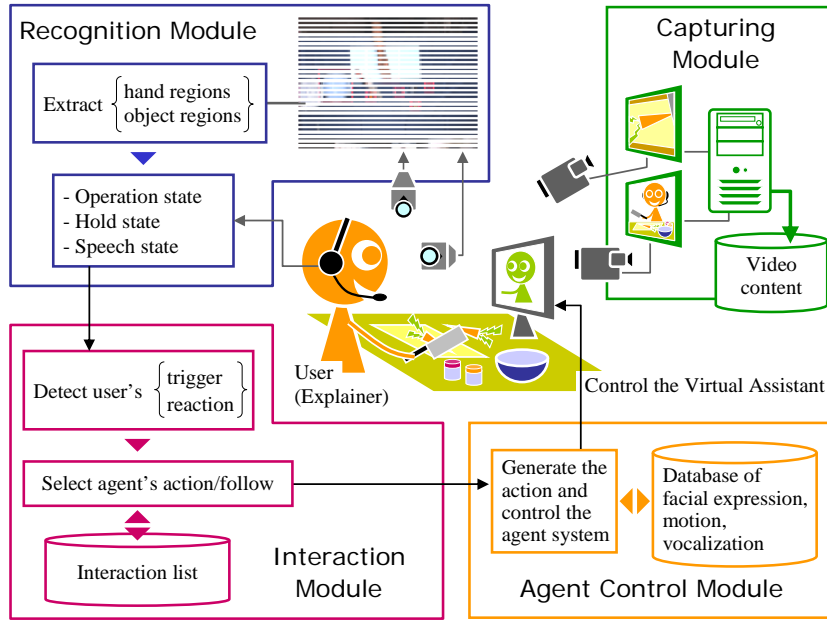 Recognition Module
Extract { hand regions
object regions }
- Operation state
- Hold state
- Speech state
Capturing
Module
Video
content
User
(Explainer)
Control the Virtual Assistant
Detect user's { trigger
reaction }
Select agent's action/follow
Interaction list
Interaction
Module
Generate the
action and
control the
agent system
Database of
facial expression,
motion,
vocalization
Agent Control Module